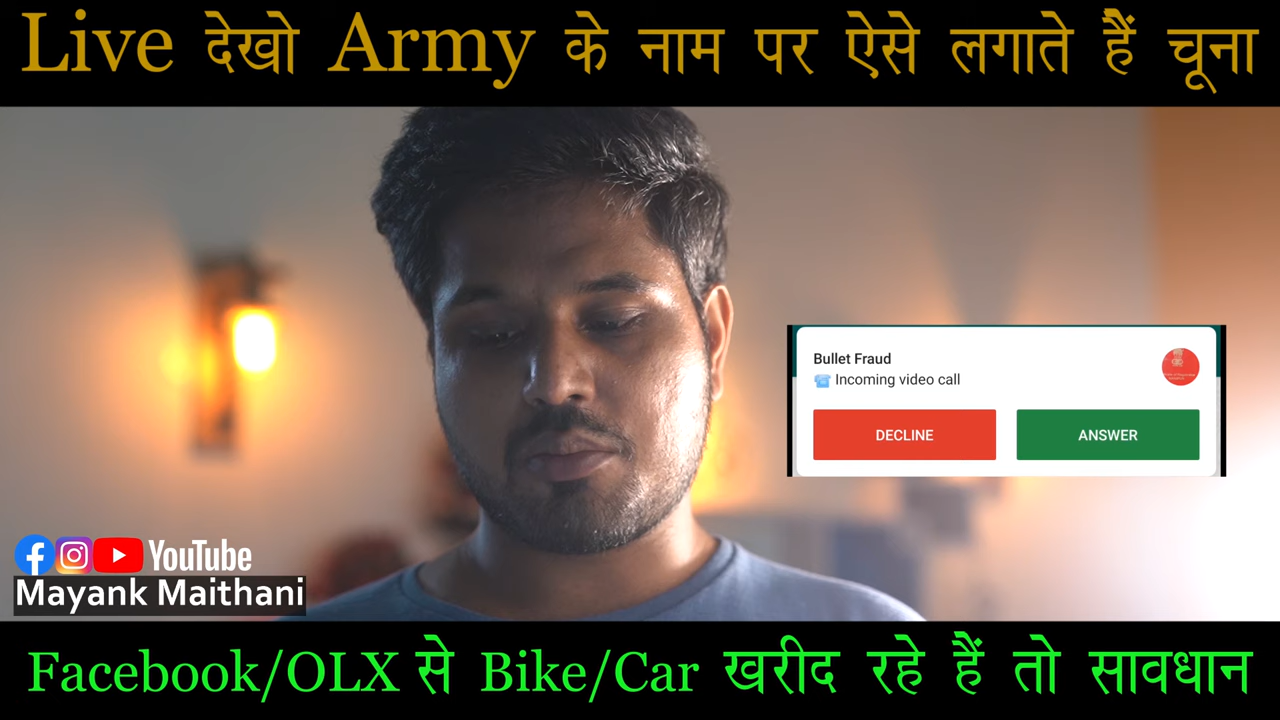 Live देखो Army के नाम पर ऐसे लगाते हैं चूना
Bullet Fraud
Incoming video call
DECLINE
ANSWER
YouTube
Mayank Maithani
Facebook/OLX से Bike/Car खरीद रहे हैं तो सावधान